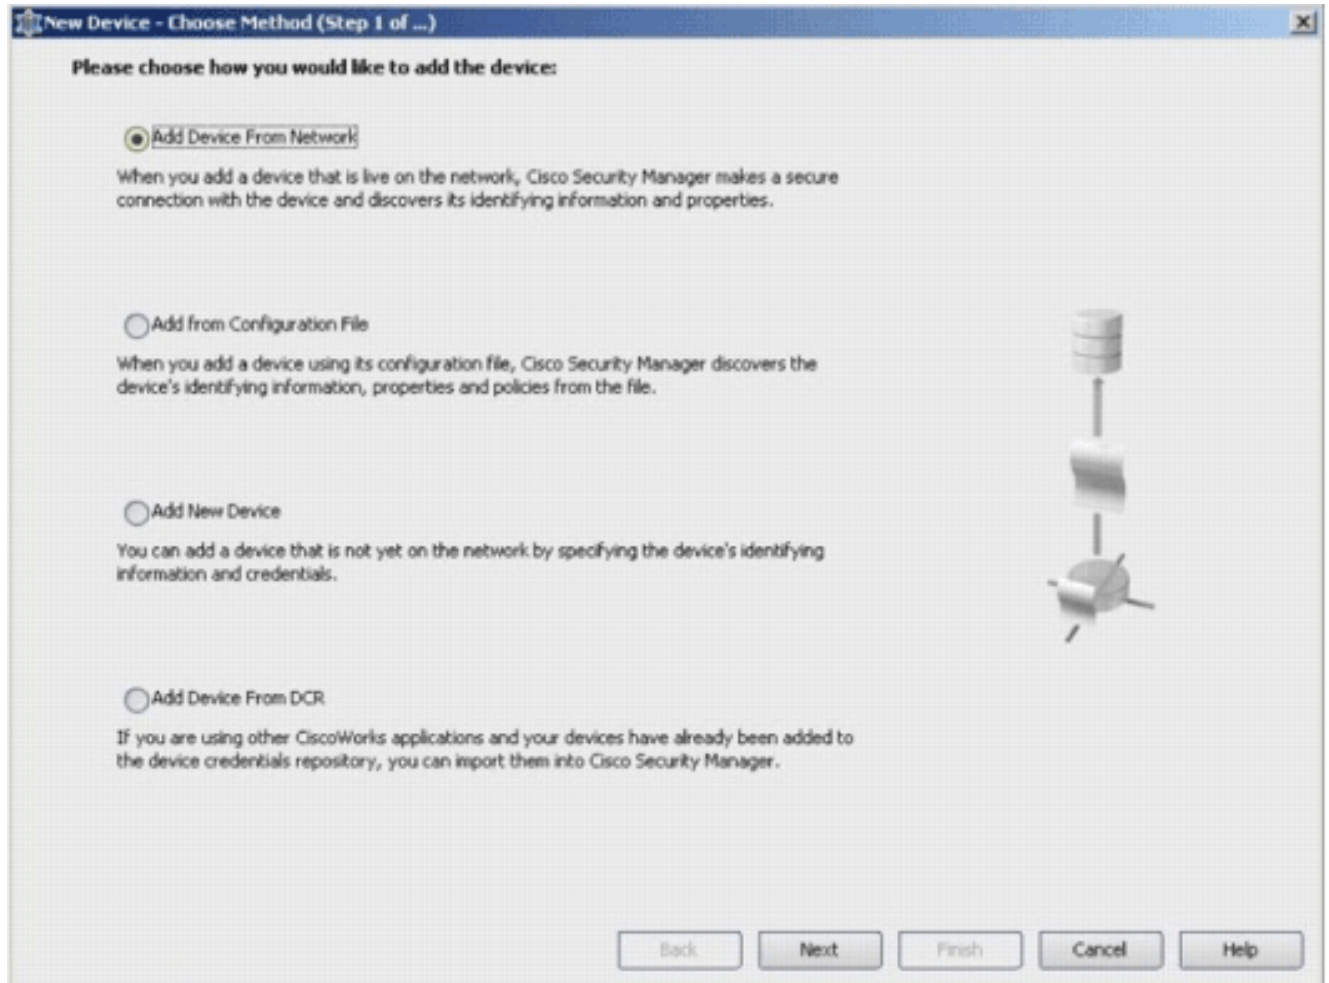 New Device - Choose Method (Step 1 of ...)
Please choose how you would like to add the device:
Add Device From Network
When you add a device that is live on the network, Cisco Security Manager makes a secure
connection with the device and discovers its identifying information and properties.
Add from Configuration File
When you add a device using its configuration file, Cisco Security Manager discovers the
device's identifying information, properties and policies from the file.
Add New Device
You can add a device that is not yet on the network by specifying the device's identifying
information and credentials.
Add Device From DCR
If you are using other CiscoWorks applications and your devices have already been added to
the device credentials repository, you can import them into Cisco Security Manager.
Back Next Finish Cancel Help